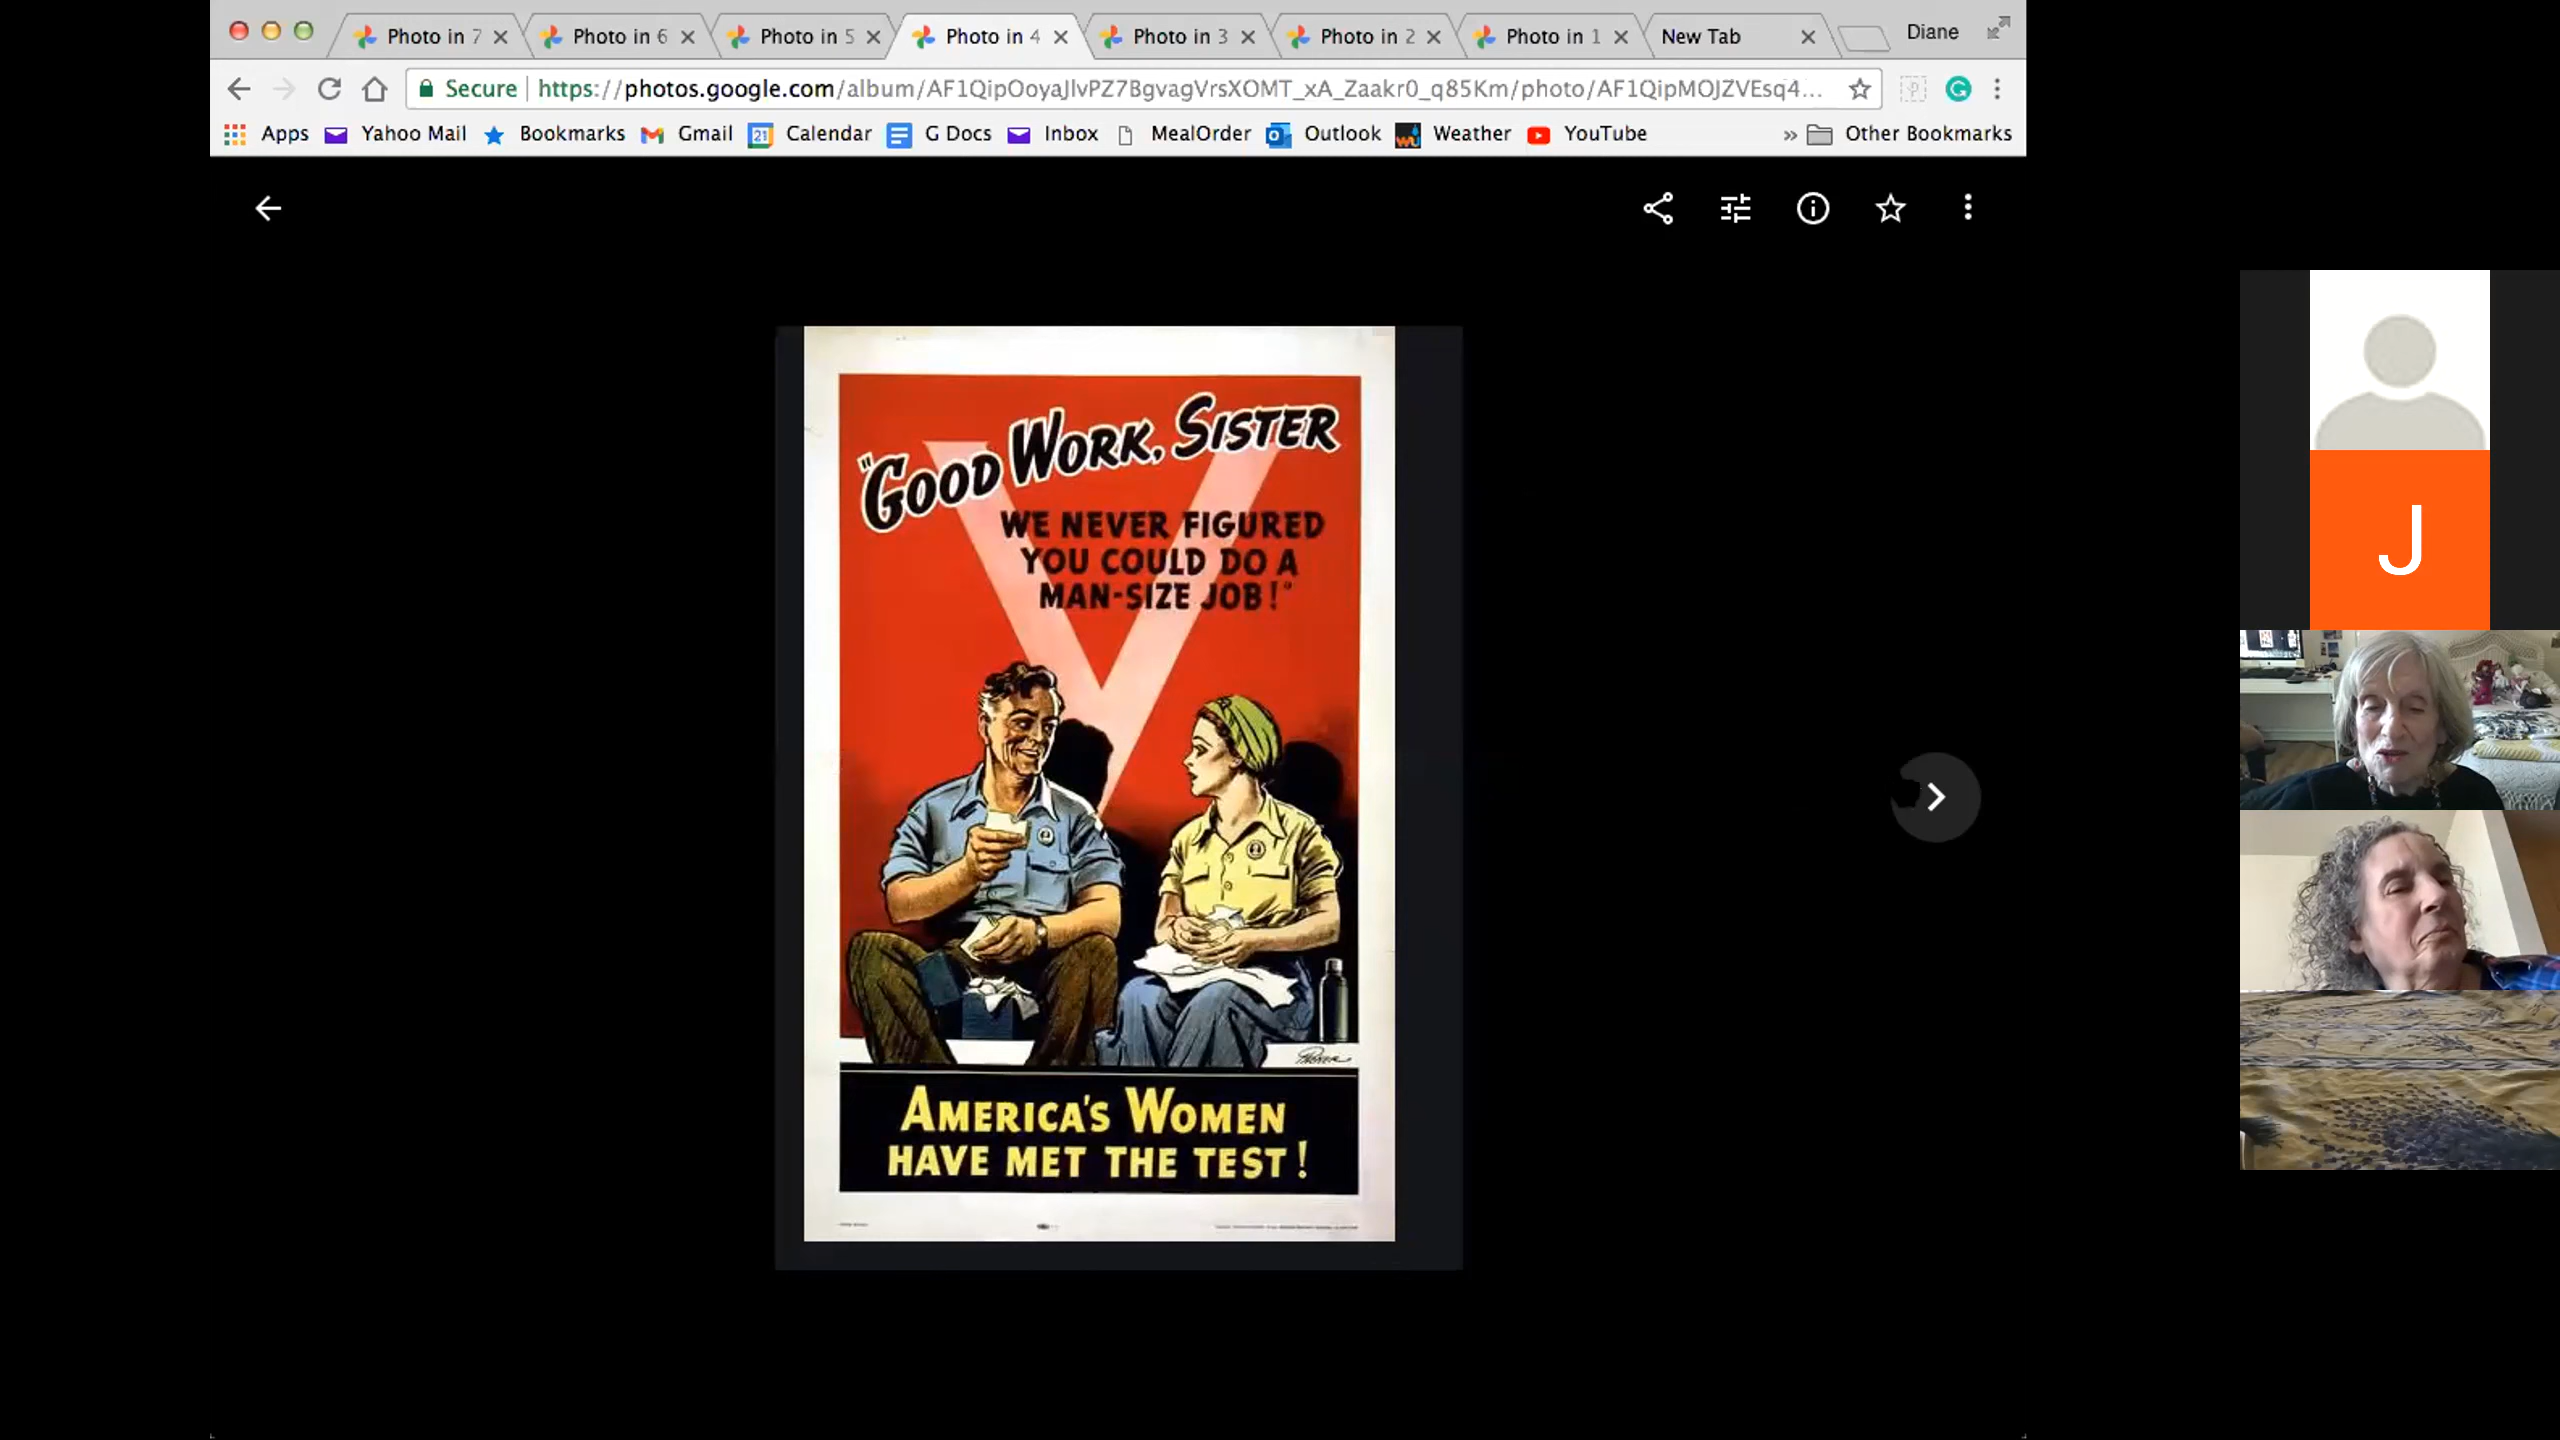 Photo in 7
Photo in 6
Photo in 5
Photo in 4
Photo in 3
Photo in 2
Photo in 1
New Tab
Diane
Secure
https://photos.google.com/album/AF1QipOoyaJlvPZ7BgvagVrsXOMT_xA_Zaakr0_q85Km/photo/AF1QipMOJZVEsq4...
Apps
Yahoo Mail
Bookmarks
Gmail
21
Calendar
G Docs
Inbox
MealOrder
Outlook
Weather
YouTube
»
Other Bookmarks
"GOOD WORK, SISTER
WE NEVER FIGURED
YOU COULD DO A
MAN-SIZE JOB!"
AMERICA'S WOMEN
HAVE MET THE TEST!
J